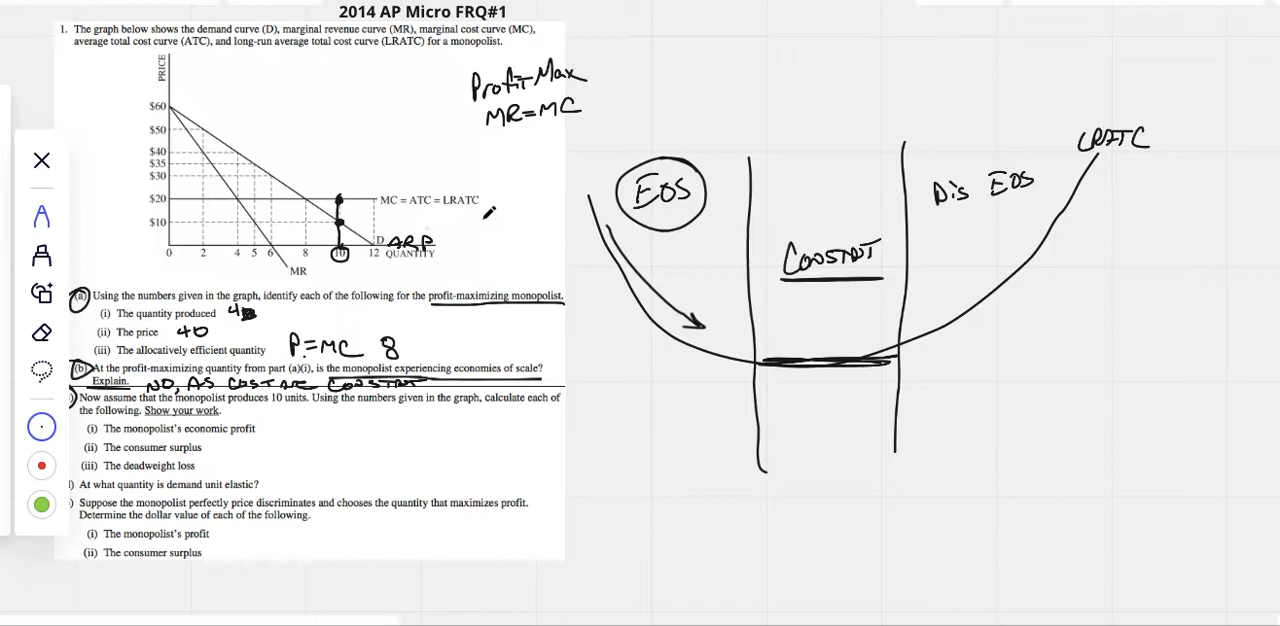 2014 AP Micro FRQ#1
1. The graph below shows the demand curve (D), marginal revenue curve (MR), marginal cost curve (MC),
average total cost curve (ATC), and long-run average total cost curve (LRATC) for a monopolist.
PRICE
$60
$50
$40
$35
$30
$20
$10
MC = ATC = LRATC
D ARP
0 2 4 5 6 8 10 12 QUANTITY
MR
Profit Max
MR=MC
(a) Using the numbers given in the graph, identify each of the following for the profit-maximizing monopolist.
(i) The quantity produced 4
(ii) The price 40
(iii) The allocatively efficient quantity P=MC 8
(b) At the profit-maximizing quantity from part (a)(i), is the monopolist experiencing economies of scale?
Explain. NO, AS COST ARE CONSTANT
) Now assume that the monopolist produces 10 units. Using the numbers given in the graph, calculate each of
the following. Show your work.
(i) The monopolist's economic profit
(ii) The consumer surplus
(iii) The deadweight loss
) At what quantity is demand unit elastic?
) Suppose the monopolist perfectly price discriminates and chooses the quantity that maximizes profit.
Determine the dollar value of each of the following.
(i) The monopolist's profit
(ii) The consumer surplus
EOS
CONSTANT
Dis EOS
LRATC